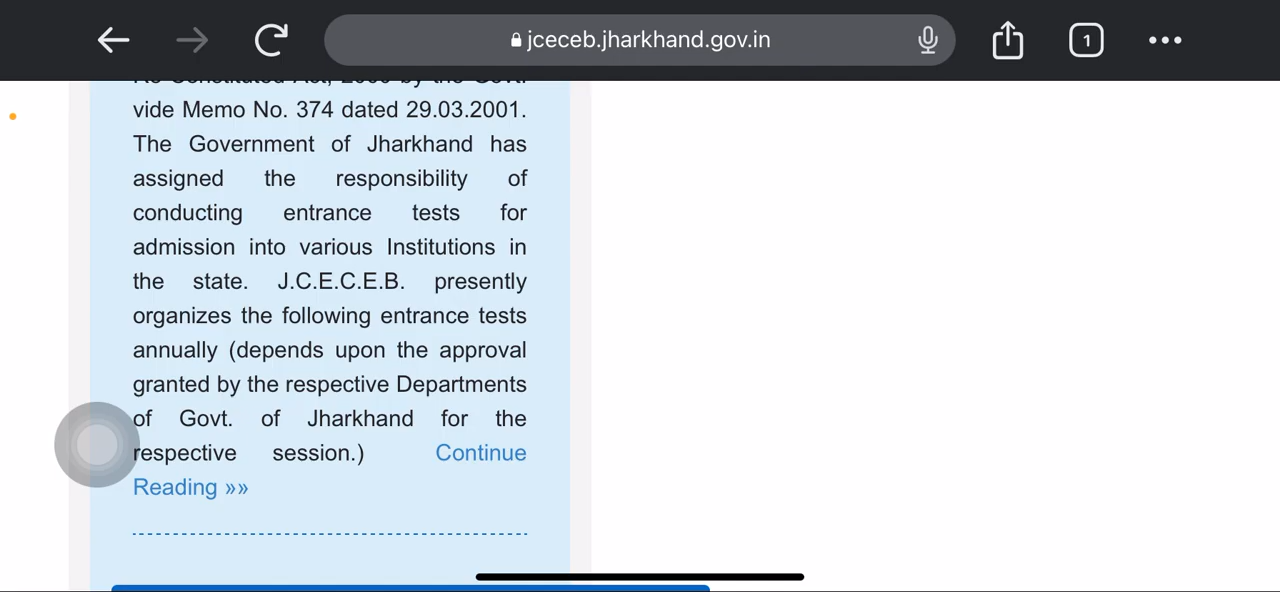 jceceb.jharkhand.gov.in
1
vide Memo No. 374 dated 29.03.2001.
The Government of Jharkhand has
assigned the responsibility of
conducting entrance tests for
admission into various Institutions in
the state. J.C.E.C.E.B. presently
organizes the following entrance tests
annually (depends upon the approval
granted by the respective Departments
of Govt. of Jharkhand for the
respective session.) Continue
Reading »»